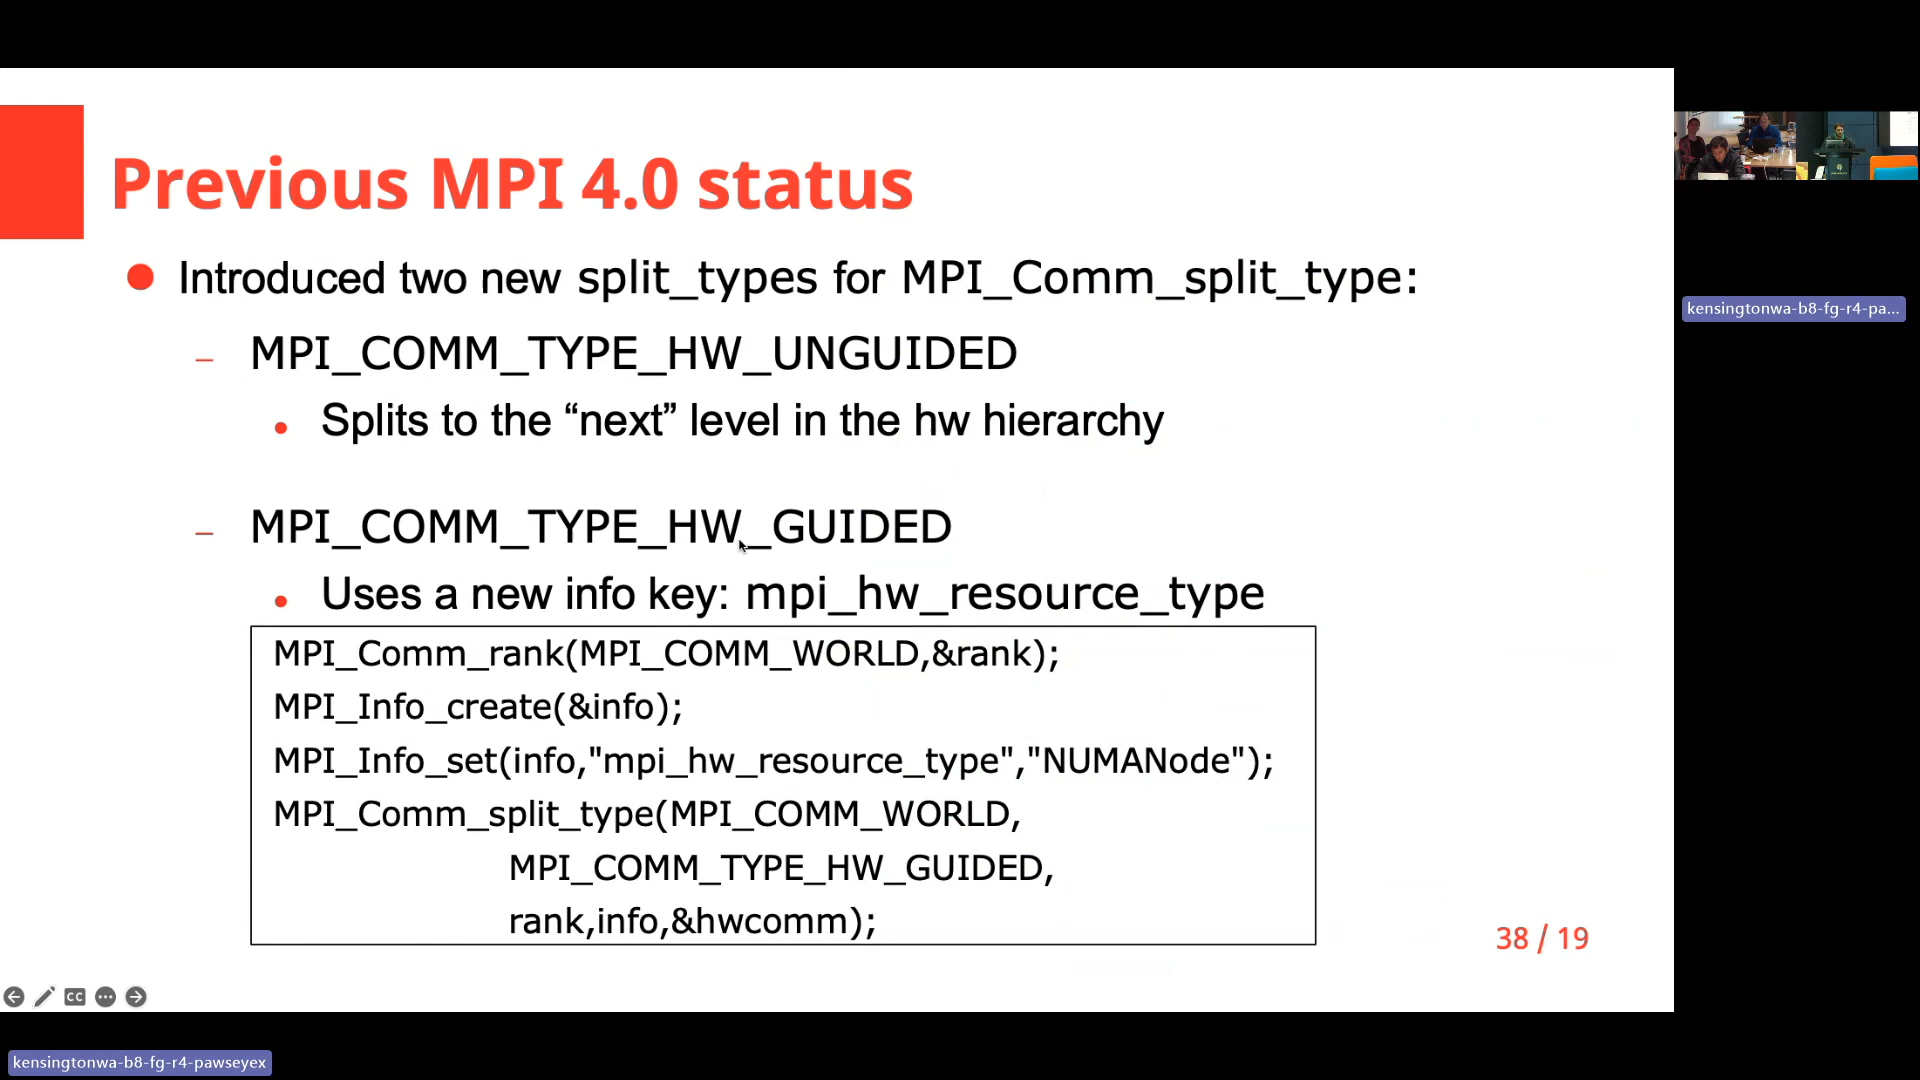 Previous MPI 4.0 status
Introduced two new split_types for MPI_Comm_split_type:
– MPI_COMM_TYPE_HW_UNGUIDED
Splits to the “next” level in the hw hierarchy
– MPI_COMM_TYPE_HW_GUIDED
Uses a new info key: mpi_hw_resource_type
MPI_Comm_rank(MPI_COMM_WORLD,&rank);
MPI_Info_create(&info);
MPI_Info_set(info,"mpi_hw_resource_type","NUMANode");
MPI_Comm_split_type(MPI_COMM_WORLD,
MPI_COMM_TYPE_HW_GUIDED,
rank,info,&hwcomm);
38 / 19
CC
kensingtonwa-b8-fg-r4-pa...
kensingtonwa-b8-fg-r4-pawseyex